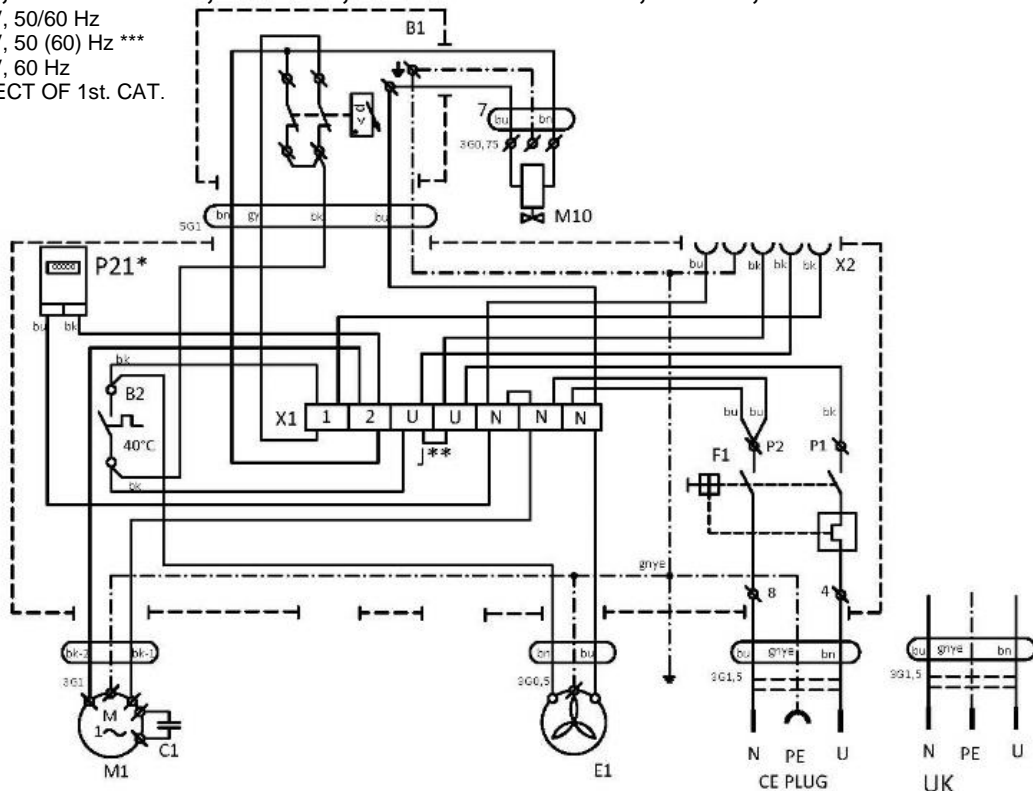 V, 50/60 Hz
V, 50 (60) Hz ***
V, 60 Hz
ECT OF 1st. CAT.
B1
7
bu
bn
3G0,75
p
M10
bn
gy
bk
bu
5G1
P21*
X2
bu
bk
bk
bu
bk
bk
B2
40°C
X1
1
2
U
U
N
N
N
J**
bk
bu
bu
bk
F1
P2
P1
gnye
8
4
bk-2
bk-1
3G1
M
1
C1
M1
bn
bu
3G0,5
E1
bu
gnye
bn
3G1,5
N
PE
U
CE PLUG
bu
gnye
bn
3G1,5
N
PE
U
UK